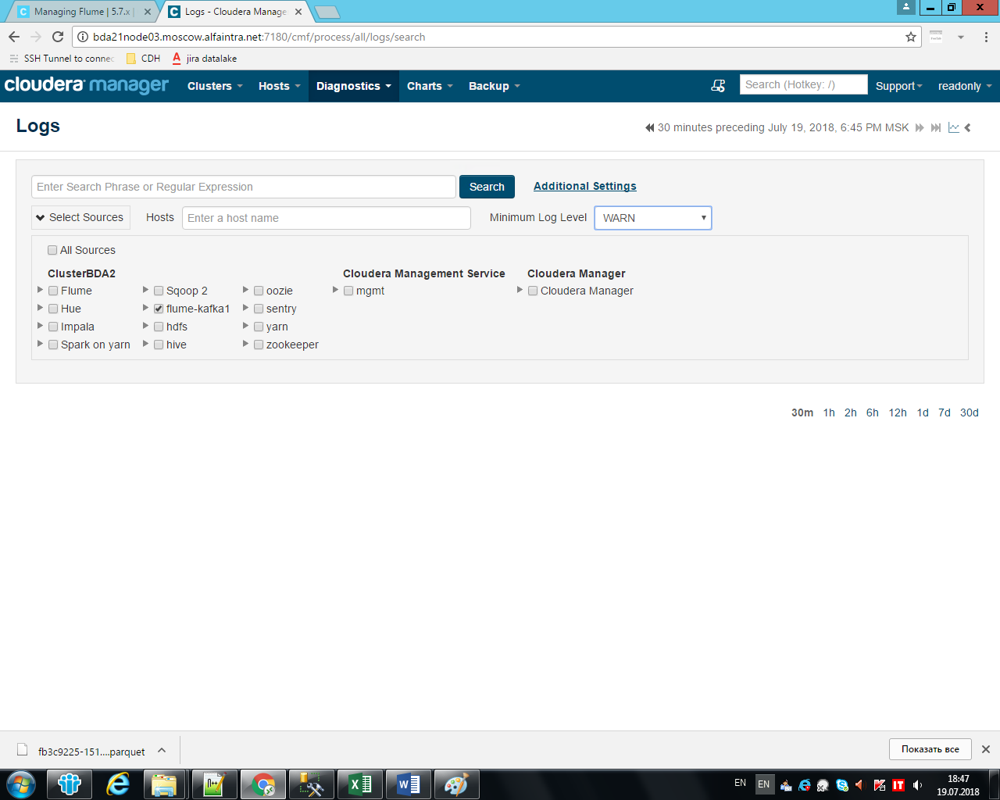 Managing Flume | 5.7.x |
Logs - Cloudera Manage
bda21node03.moscow.alfaintra.net:7180/cmf/process/all/logs/search
SSH Tunnel to connec CDH jira datalake
cloudera manager Clusters Hosts Diagnostics Charts Backup Search (Hotkey: /) Support readonly
Logs
30 minutes preceding July 19, 2018, 6:45 PM MSK
Enter Search Phrase or Regular Expression Search Additional Settings
Select Sources Hosts Enter a host name Minimum Log Level WARN
All Sources
ClusterBDA2 Cloudera Management Service Cloudera Manager
Flume Sqoop 2 oozie mgmt Cloudera Manager
Hue flume-kafka1 sentry
Impala hdfs yarn
Spark on yarn hive zookeeper
30m 1h 2h 6h 12h 1d 7d 30d
fb3c9225-151....parquet Показать все
EN EN 18:47
19.07.2018